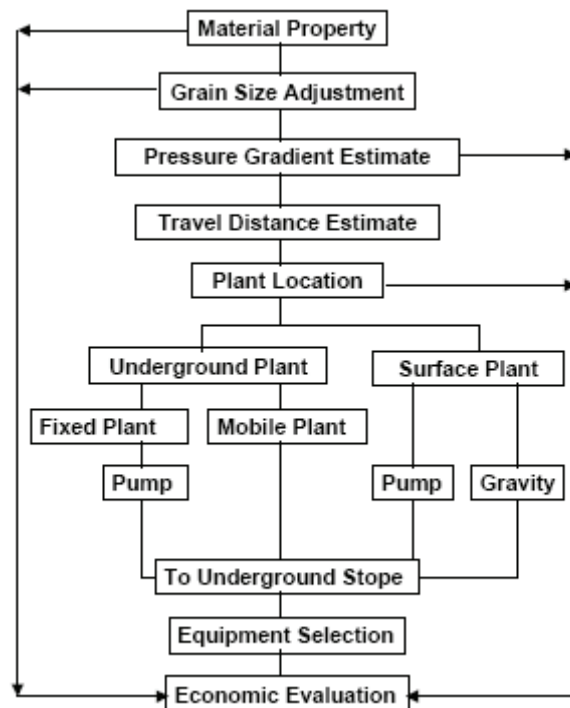 Material Property
Grain Size Adjustment
Pressure Gradient Estimate
Travel Distance Estimate
Plant Location
Underground Plant
Surface Plant
Fixed Plant
Mobile Plant
Pump
Pump
Gravity
To Underground Stope
Equipment Selection
Economic Evaluation